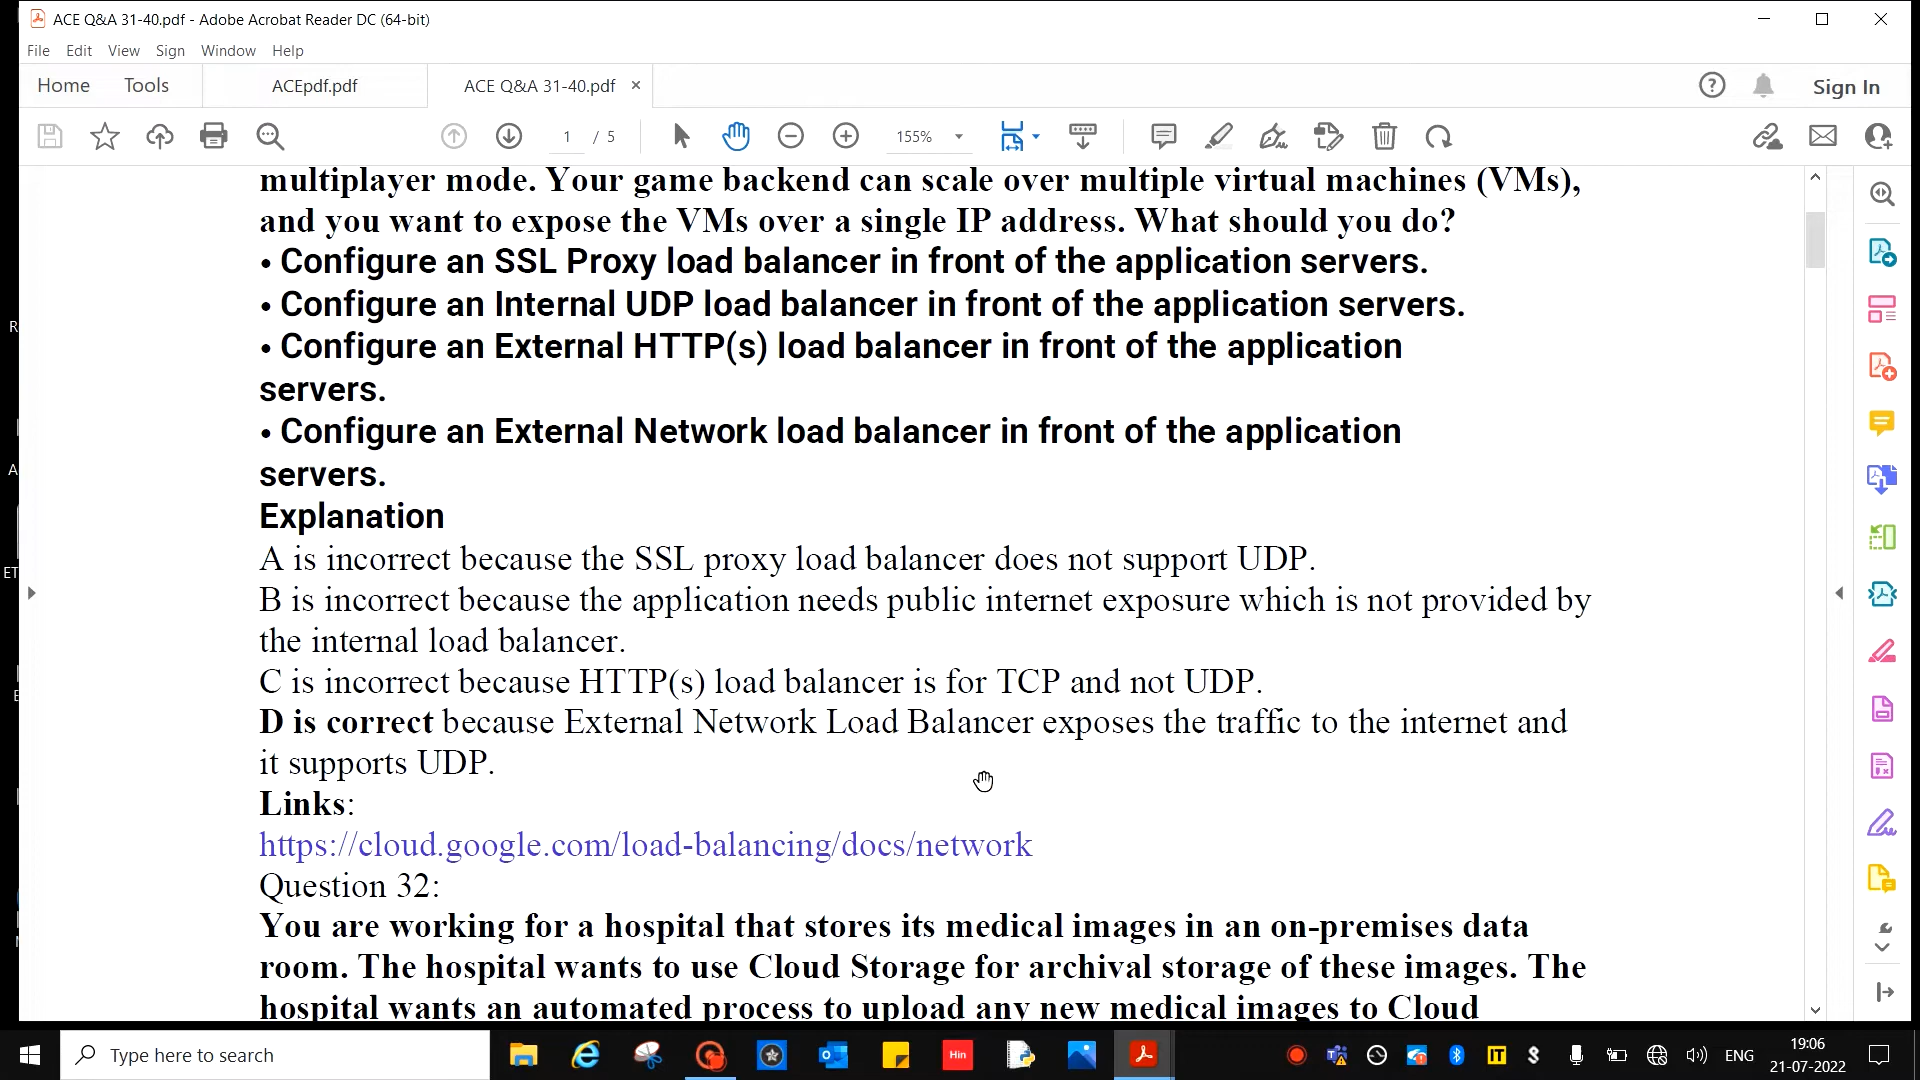 ACE Q&A 31-40.pdf - Adobe Acrobat Reader DC (64-bit)
File Edit View Sign Window Help
Home Tools ACEpdf.pdf ACE Q&A 31-40.pdf × Sign In
1 / 5 155%
multiplayer mode. Your game backend can scale over multiple virtual machines (VMs),
and you want to expose the VMs over a single IP address. What should you do?
• Configure an SSL Proxy load balancer in front of the application servers.
• Configure an Internal UDP load balancer in front of the application servers.
• Configure an External HTTP(s) load balancer in front of the application
servers.
• Configure an External Network load balancer in front of the application
servers.
Explanation
A is incorrect because the SSL proxy load balancer does not support UDP.
B is incorrect because the application needs public internet exposure which is not provided by
the internal load balancer.
C is incorrect because HTTP(s) load balancer is for TCP and not UDP.
D is correct because External Network Load Balancer exposes the traffic to the internet and
it supports UDP.
Links:
https://cloud.google.com/load-balancing/docs/network
Question 32:
You are working for a hospital that stores its medical images in an on-premises data
room. The hospital wants to use Cloud Storage for archival storage of these images. The
hospital wants an automated process to upload any new medical images to Cloud
R
A
ET
Type here to search
Hin
IT
ENG
19:06
21-07-2022